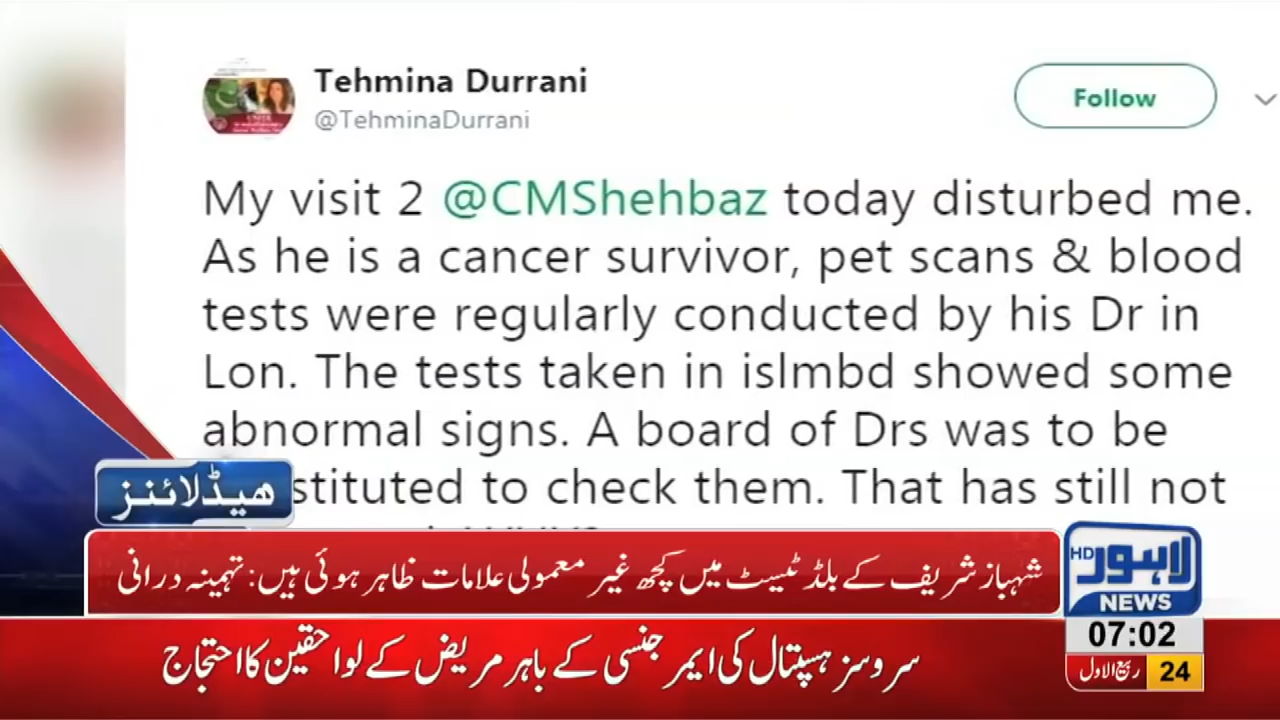 Tehmina Durrani
@TehminaDurrani
Follow
My visit 2 @CMShehbaz today disturbed me.
As he is a cancer survivor, pet scans & blood
tests were regularly conducted by his Dr in
Lon. The tests taken in islmbd showed some
abnormal signs. A board of Drs was to be
stituted to check them. That has still not
ھیڈلائنز
شہباز شریف کے بلڈ ٹیسٹ میں کچھ غیر معمولی علامات ظاہر ہوئی ہیں: تہمینہ درانی
HD لاہور
NEWS
07:02
سروسز ہسپتال کی ایمرجنسی کے باہر مریض کے لواحقین کا احتجاج
24 ربیع الاول